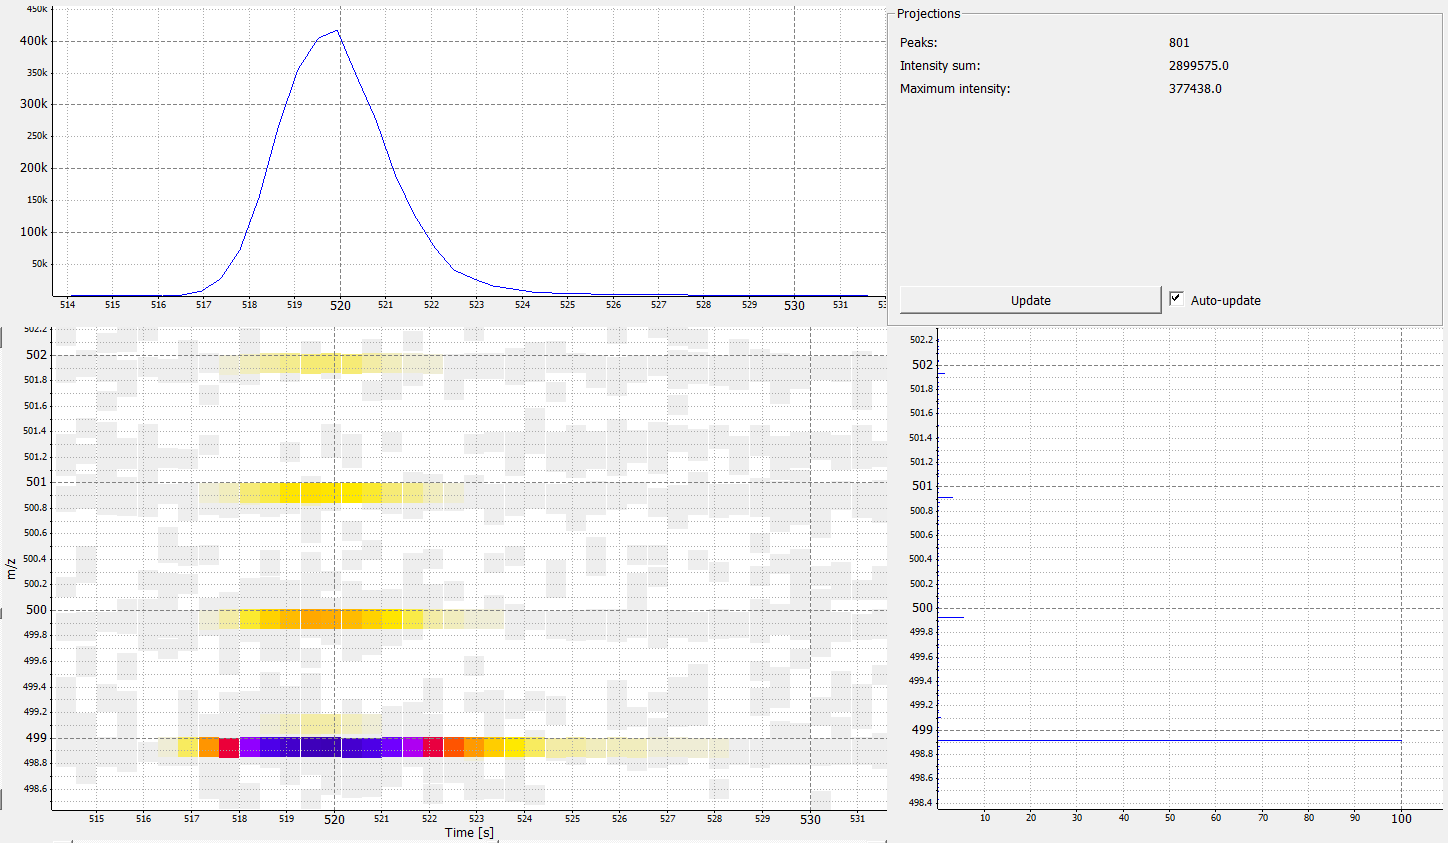 450k
400k
350k
300k
250k
200k
150k
100k
50k
514 515 516 517 518 519 520 521 522 523 524 525 526 527 528 529 530 531
Projections
Peaks: 801
Intensity sum: 2899575.0
Maximum intensity: 377438.0
Update Auto-update
502.2
502
501.8
501.6
501.4
501.2
501
500.8
500.6
500.4
500.2
500
499.8
499.6
499.4
499.2
499
498.8
498.6
m/z
515 516 517 518 519 520 521 522 523 524 525 526 527 528 529 530 531
Time [s]
502.2
502
501.8
501.6
501.4
501.2
501
500.8
500.6
500.4
500.2
500
499.8
499.6
499.4
499.2
499
498.8
498.6
498.4
10 20 30 40 50 60 70 80 90 100